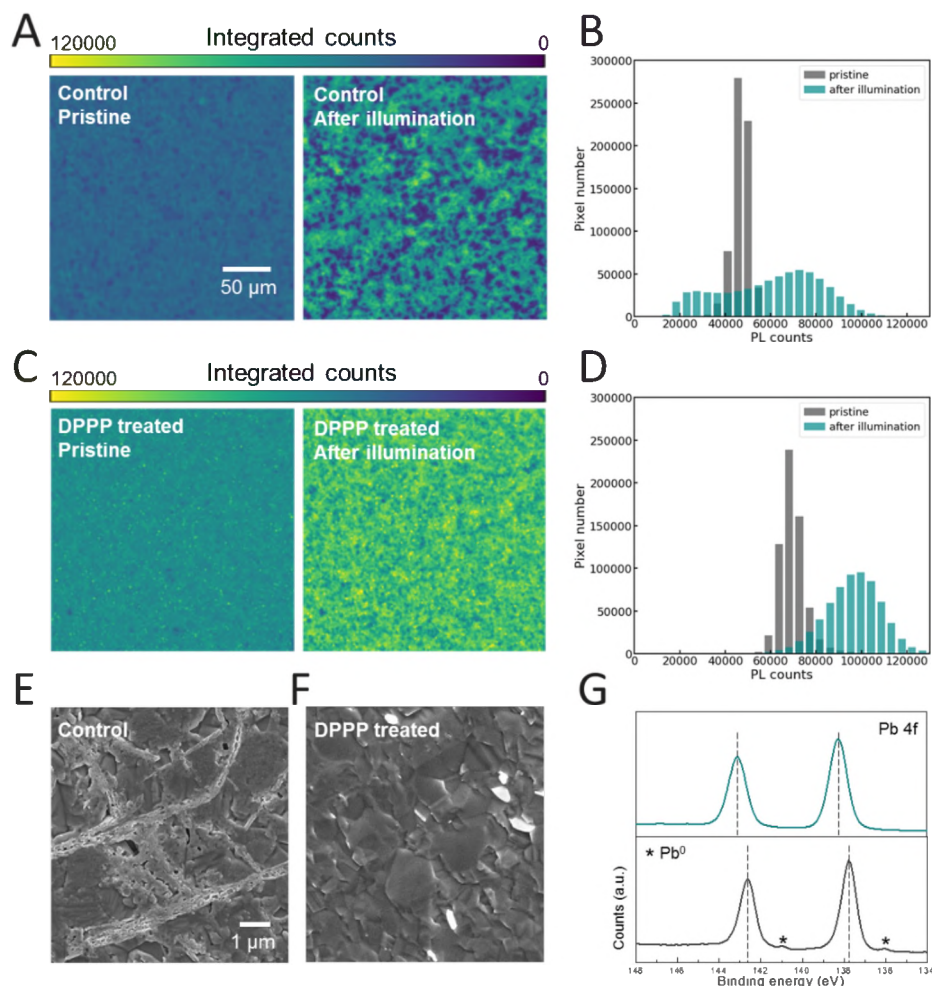 A
120000 Integrated counts 0
Control
Pristine
50 μm
Control
After illumination
B
300000
250000
200000
150000
100000
50000
0
Pixel number
pristine
after illumination
0 20000 40000 60000 80000 100000 120000
PL counts
C
120000 Integrated counts 0
DPPP treated
Pristine
DPPP treated
After illumination
D
300000
250000
200000
150000
100000
50000
0
Pixel number
pristine
after illumination
0 20000 40000 60000 80000 100000 120000
PL counts
E
Control
1 μm
F
DPPP treated
G
Pb 4f
* Pb⁰
* *
Counts (a.u.)
148 146 144 142 140 138 136 134
Binding energy (eV)